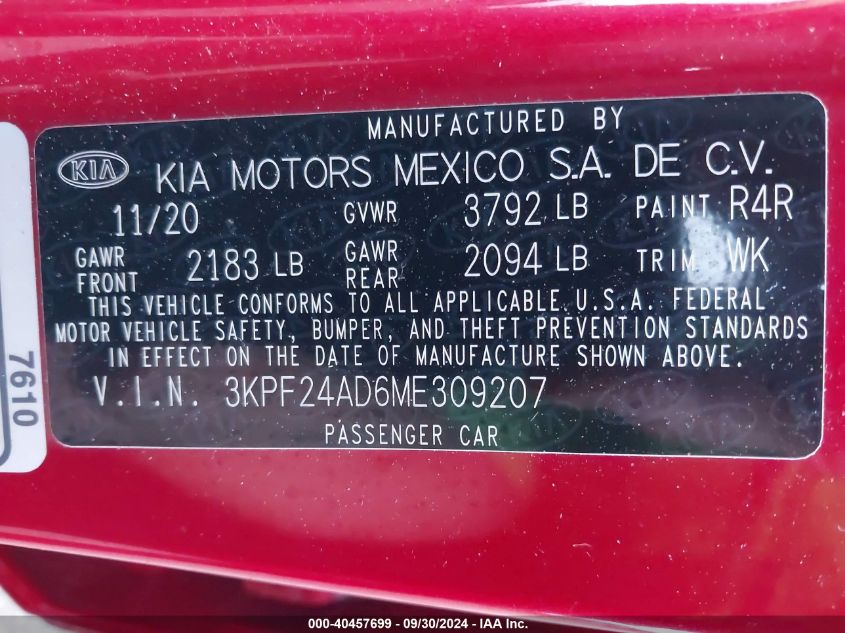 MANUFACTURED BY
KIA KIA MOTORS MEXICO S.A. DE C.V.
11/20 GVWR 3792 LB PAINT R4R
GAWR FRONT 2183 LB GAWR REAR 2094 LB TRIM WK
THIS VEHICLE CONFORMS TO ALL APPLICABLE U.S.A. FEDERAL
MOTOR VEHICLE SAFETY, BUMPER, AND THEFT PREVENTION STANDARDS
IN EFFECT ON THE DATE OF MANUFACTURE SHOWN ABOVE.
V.I.N. 3KPF24AD6ME309207
PASSENGER CAR
7610
000-40457699 - 09/30/2024 - IAA Inc.